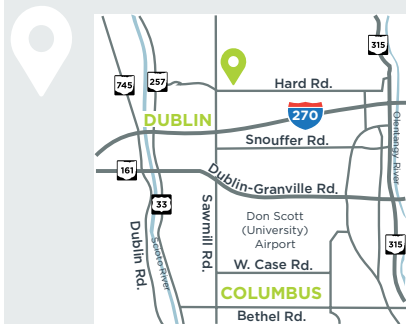 315
Hard Rd.
745
257
270
DUBLIN
Snouffer Rd.
Olentangy River
161
Dublin-Granville Rd.
33
Sawmill Rd.
Dublin Rd.
Scioto River
Don Scott
(University)
Airport
315
W. Case Rd.
COLUMBUS
Bethel Rd.